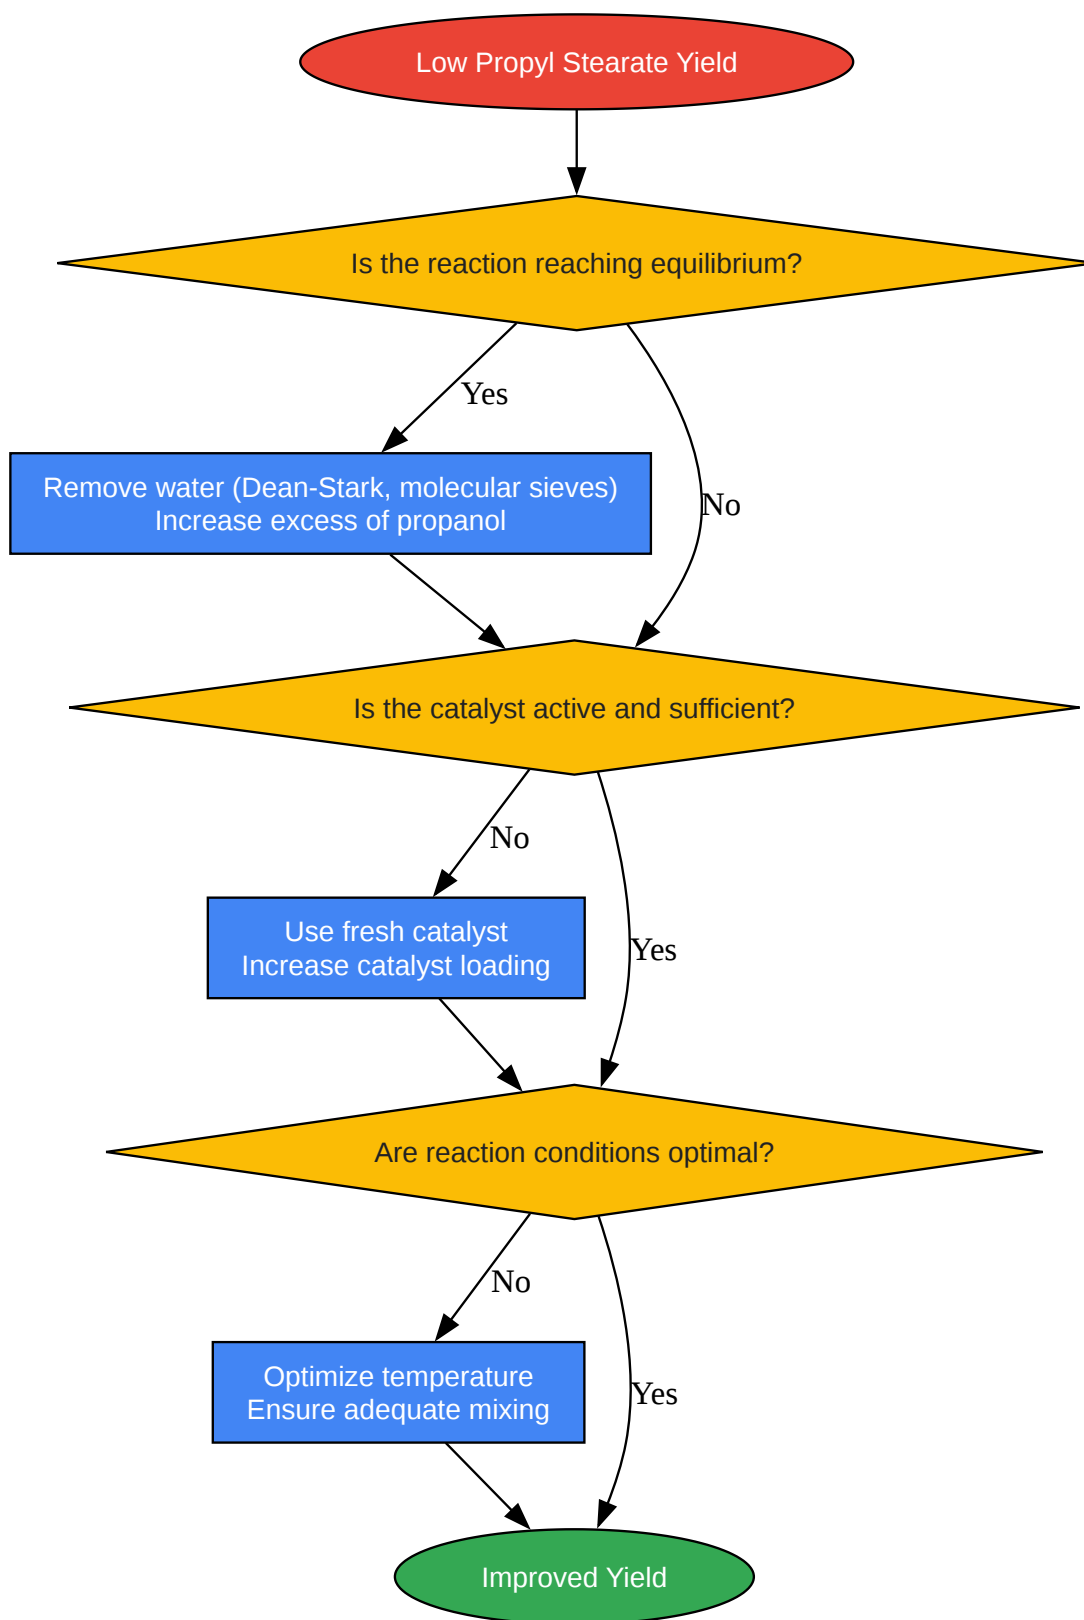 Low Propyl Stearate Yield
Is the reaction reaching equilibrium?
Yes
Remove water (Dean-Stark, molecular sieves)
Increase excess of propanol
No
Is the catalyst active and sufficient?
No
Use fresh catalyst
Increase catalyst loading
Yes
Are reaction conditions optimal?
No
Optimize temperature
Ensure adequate mixing
Yes
Improved Yield